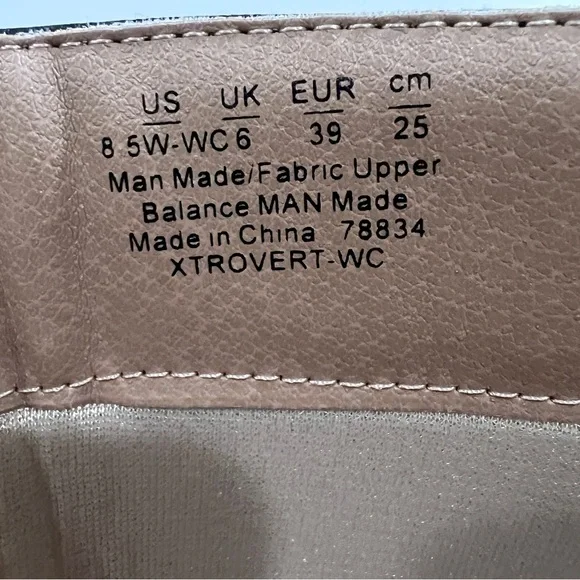 US UK EUR cm
8 5W-WC 6 39 25
Man Made/Fabric Upper
Balance MAN Made
Made in China 78834
XTROVERT-WC